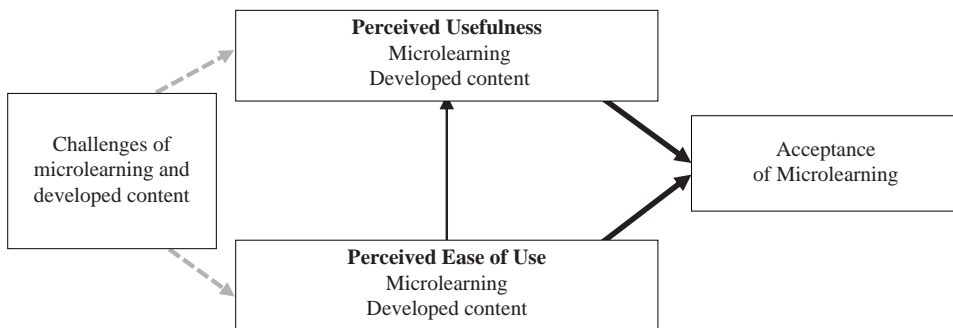 Perceived Usefulness
Microlearning
Developed content
Challenges of
microlearning and
developed content
Acceptance
of Microlearning
Perceived Ease of Use
Microlearning
Developed content